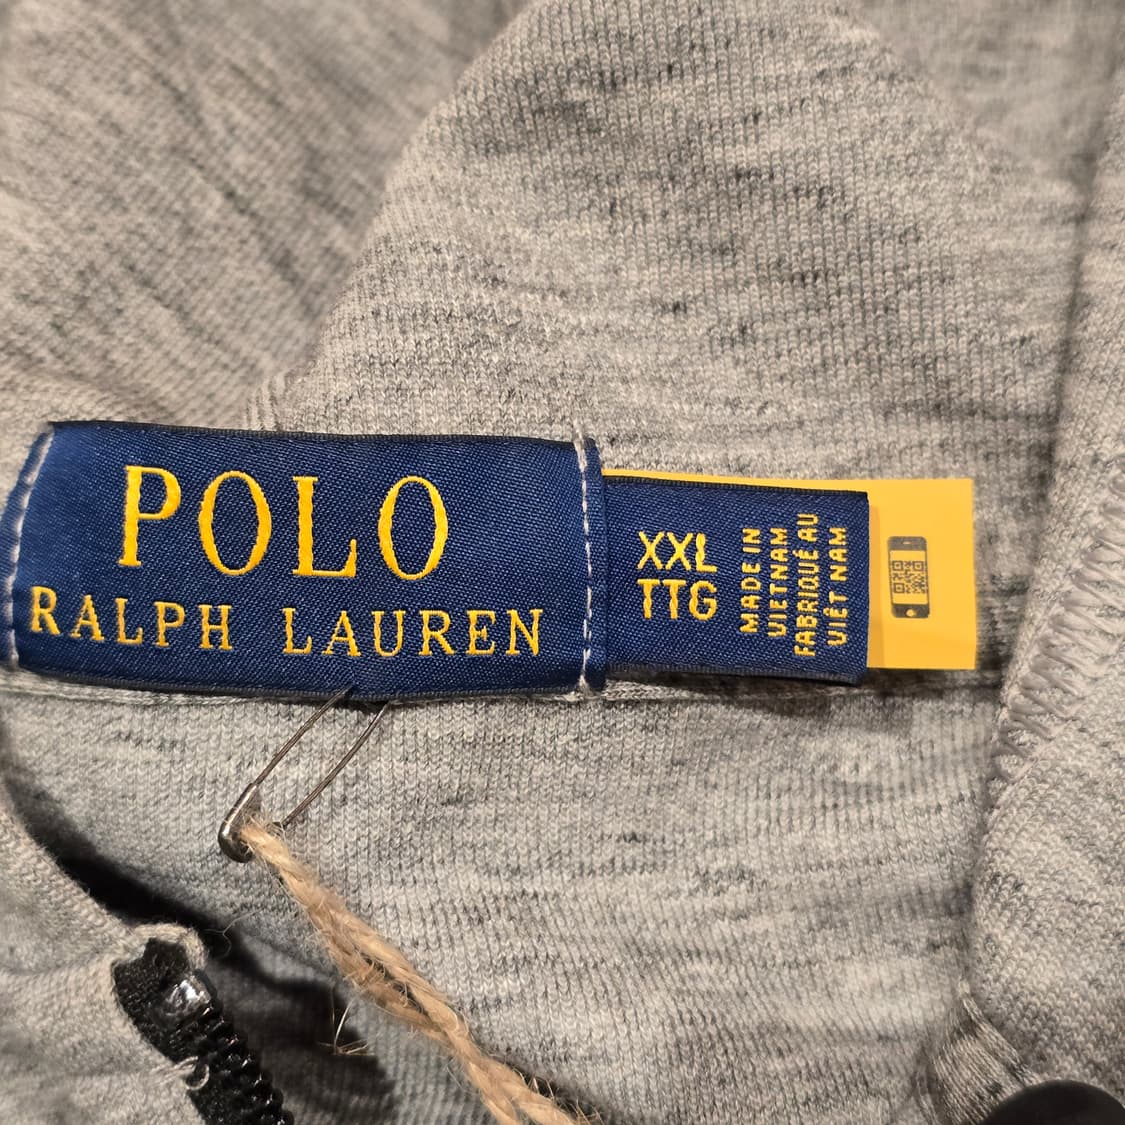 POLO
RALPH LAUREN
XXL
TTG
MADE IN
VIETNAM
FABRIQUÉ AU
VIÊT NAM